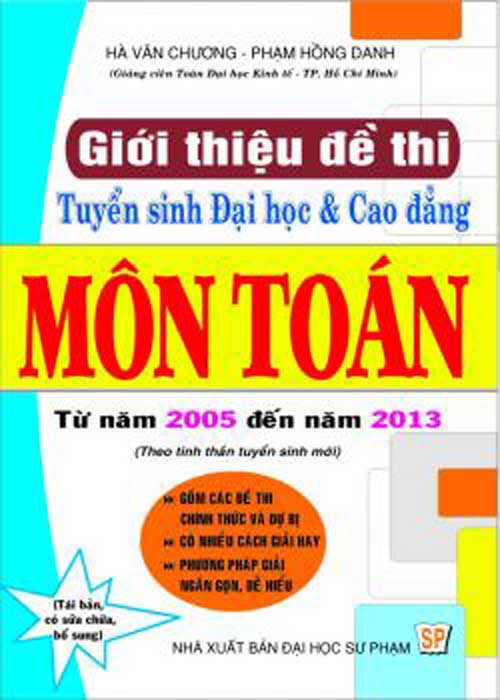 HÀ VĂN CHƯƠNG - PHẠM HỒNG DANH
(Giảng viên Toán Đại học Kinh tế - TP. Hồ Chí Minh)
Giới thiệu đề thi
Tuyển sinh Đại học & Cao đẳng
MÔN TOÁN
Từ năm 2005 đến năm 2013
(Theo tinh thần tuyển sinh mới)
GỒM CÁC ĐỀ THI
CHÍNH THỨC VÀ DỰ BỊ
CÓ NHIỀU CÁCH GIẢI HAY
PHƯƠNG PHÁP GIẢI
NGẮN GỌN, DỄ HIỂU
(Tái bản,
có sửa chữa,
bổ sung)
NHÀ XUẤT BẢN ĐẠI HỌC SƯ PHẠM
SP